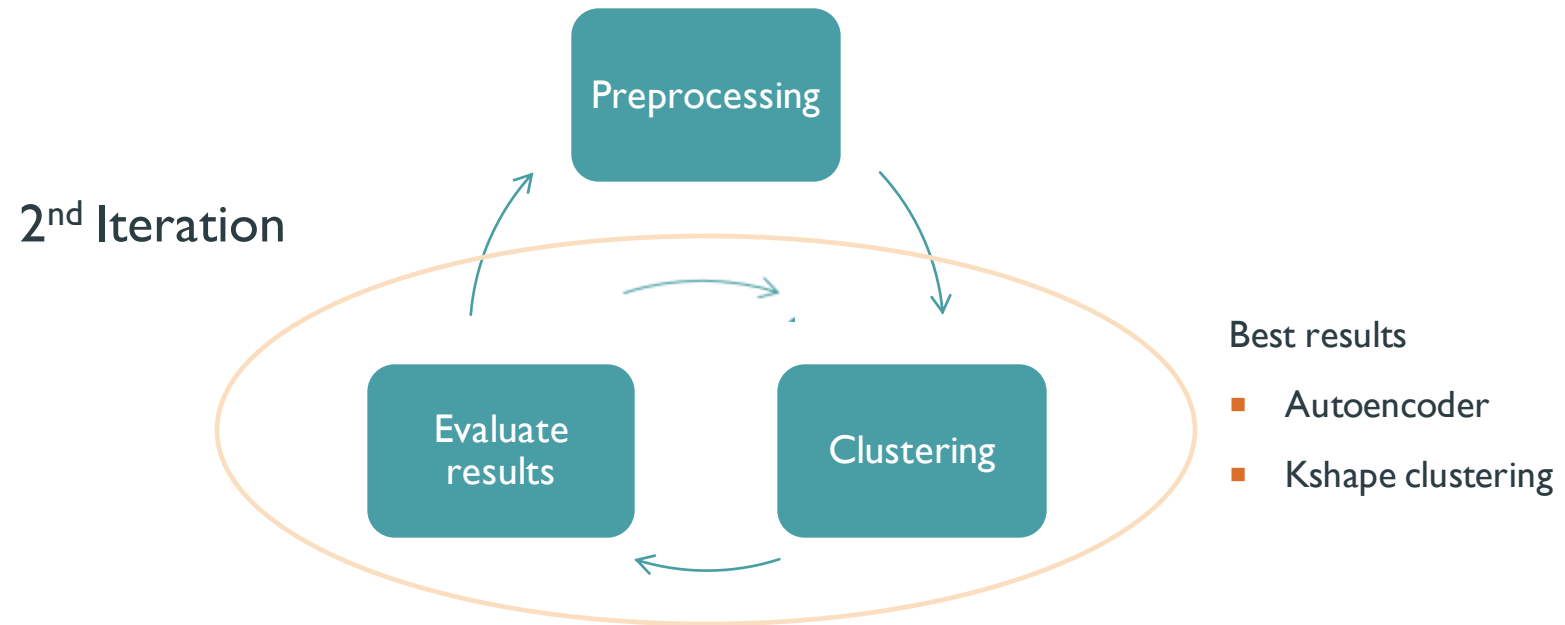 Preprocessing
2nd Iteration
Evaluate
results
Clustering
Best results
▪ Autoencoder
▪ Kshape clustering